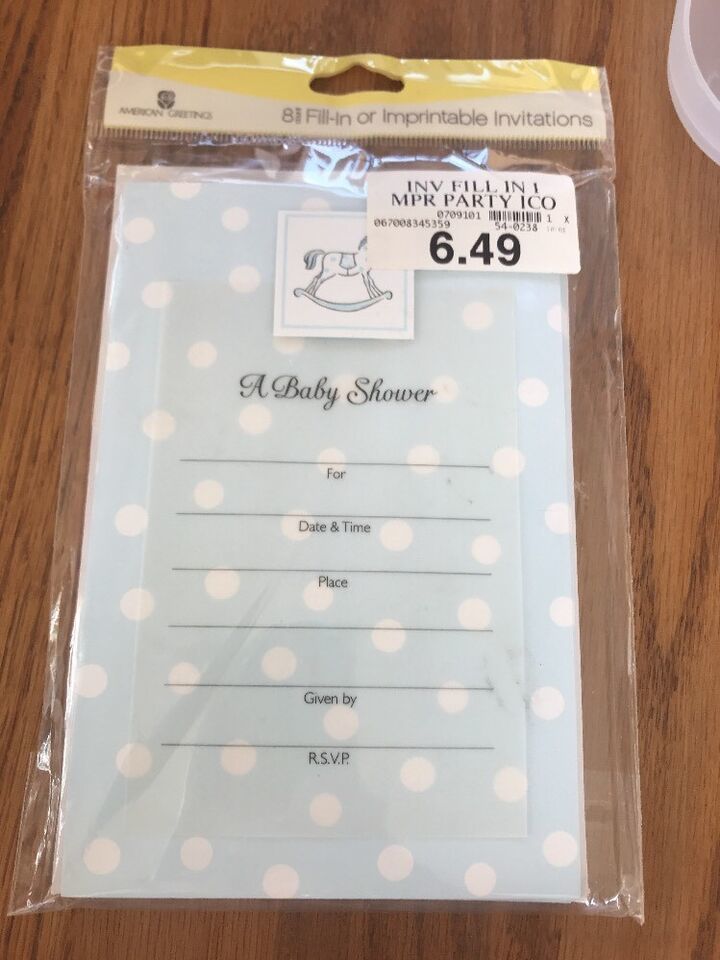 AMERICAN GREETINGS
8 COUNT Fill-In or Imprintable Invitations
INV FILL IN I
MPR PARTY ICO
0709101 1 X
067008345359 54-0238
6.49
A Baby Shower
For
Date & Time
Place
Given by
R.S.V.P.